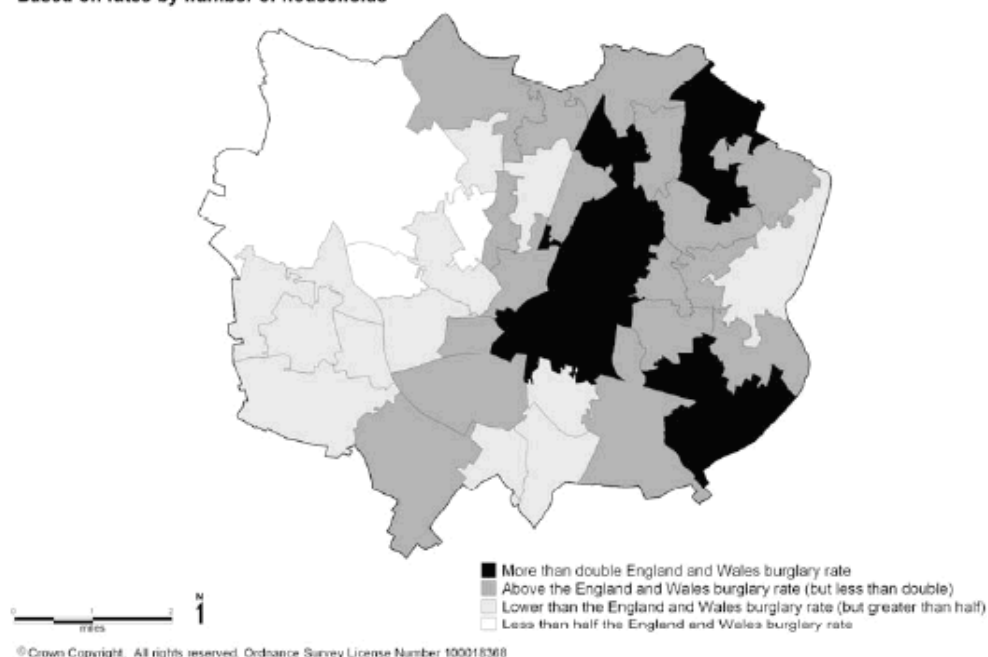 Based on rates by number of households
More than double England and Wales burglary rate
Above the England and Wales burglary rate (but less than double)
Lower than the England and Wales burglary rate (but greater than half)
Less than half the England and Wales burglary rate
N
0 1 2
miles
© Crown Copyright. All rights reserved. Ordnance Survey License Number 100018368